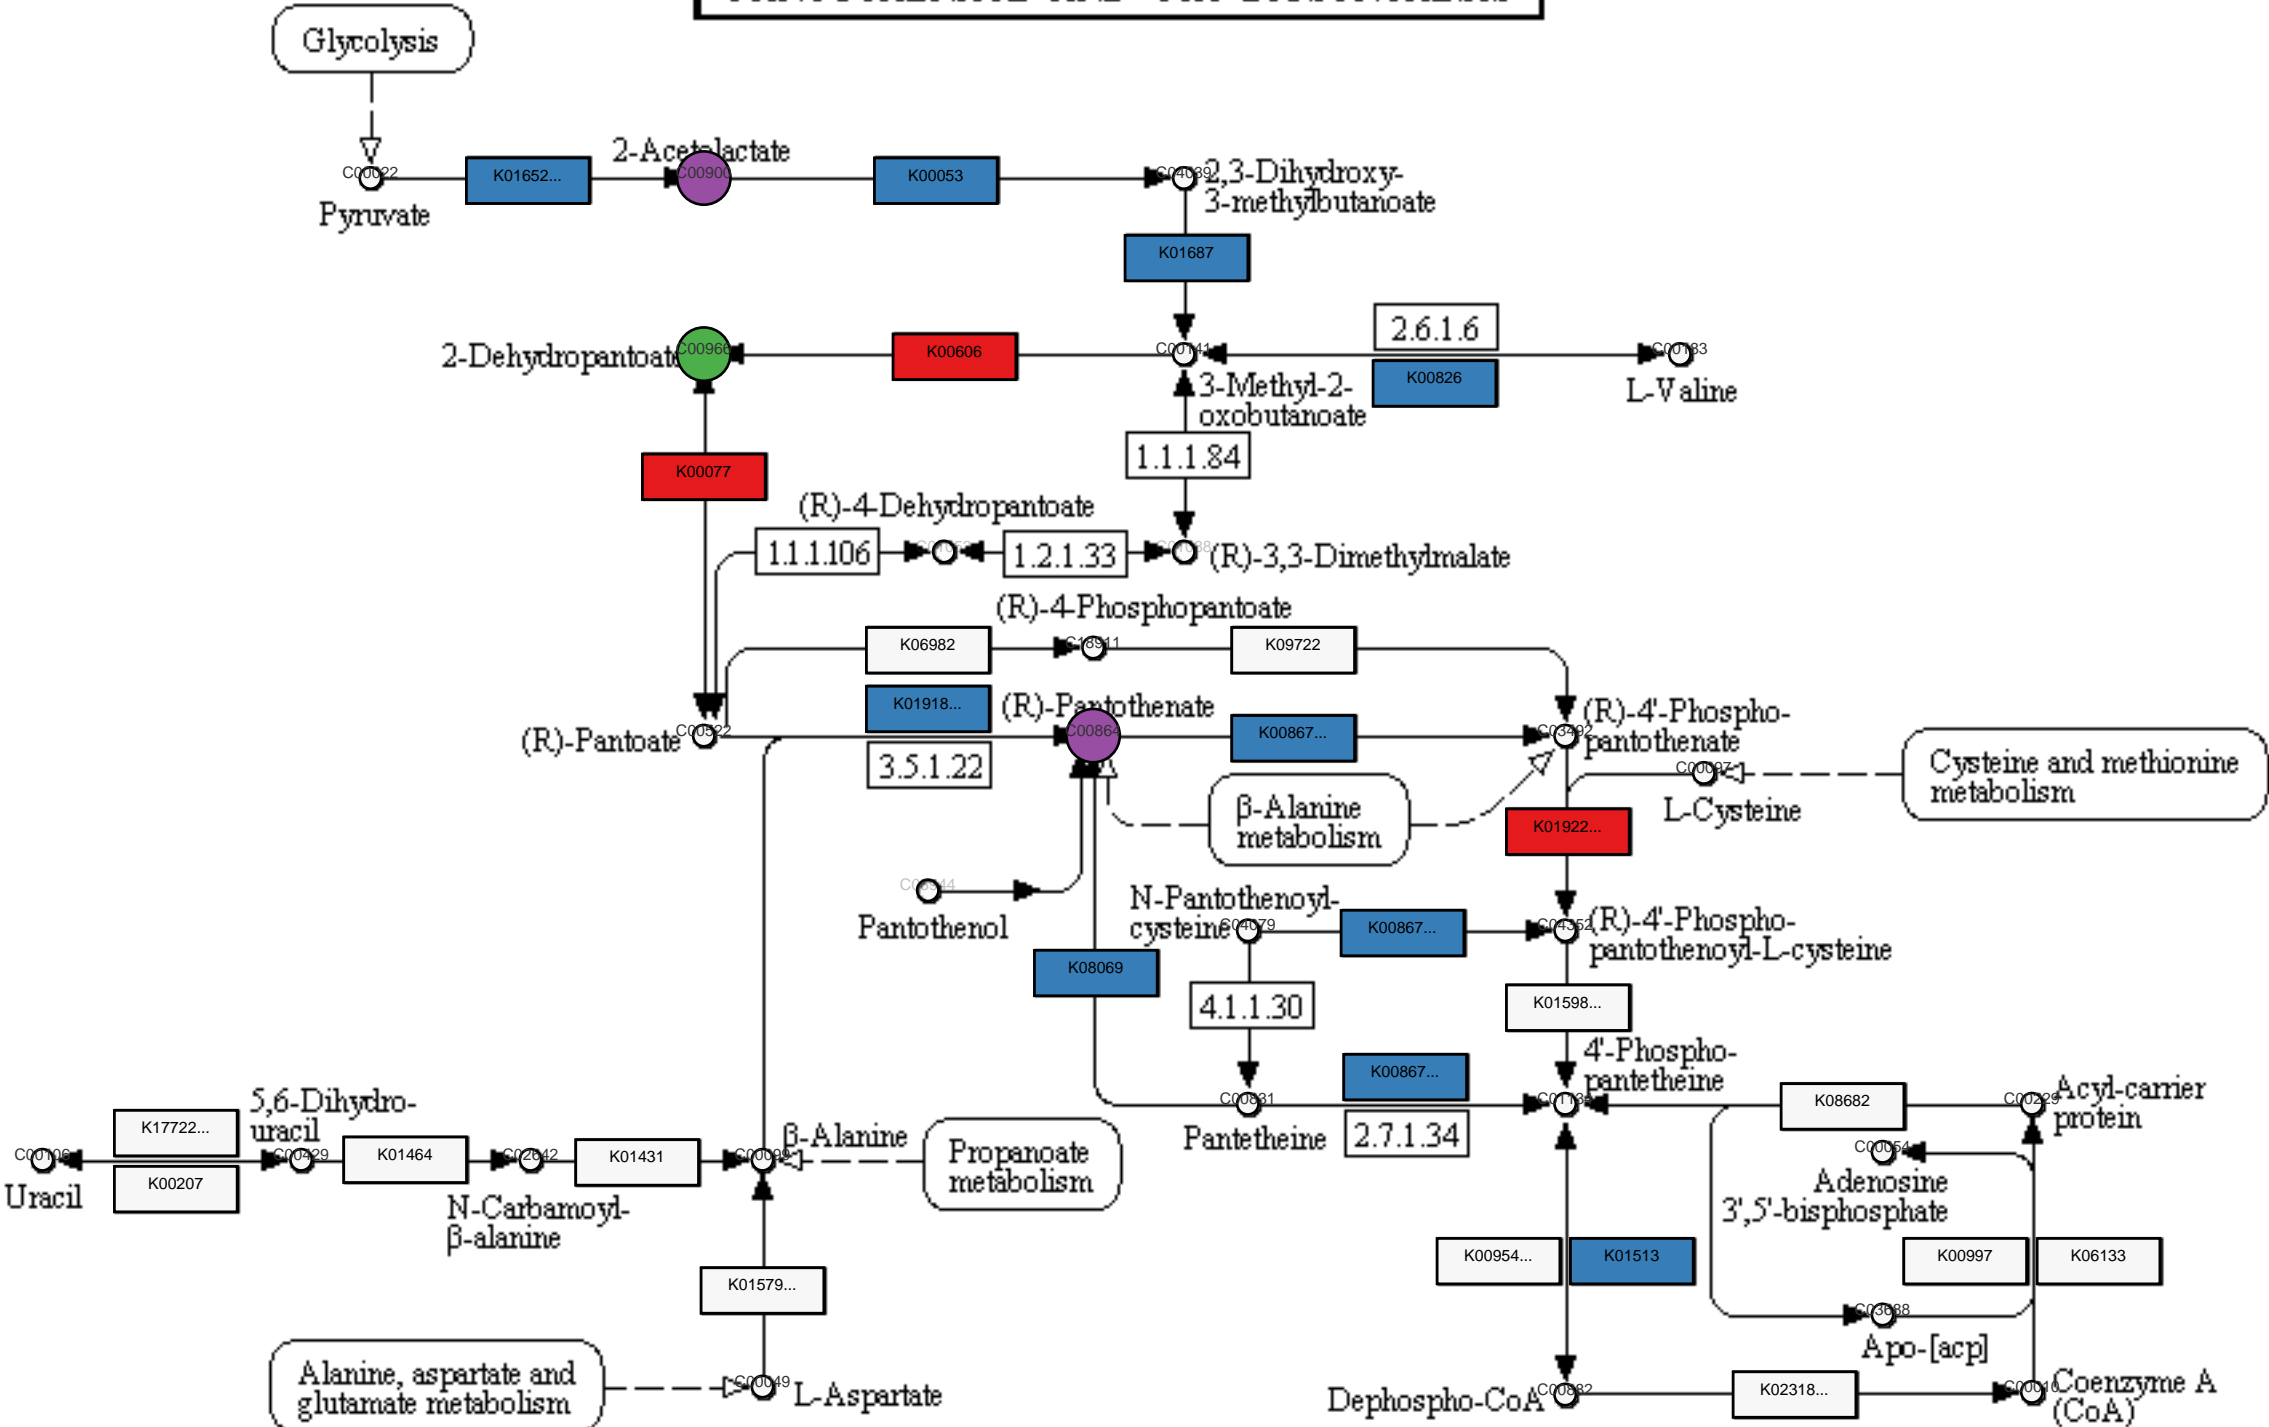 Glycolysis
2-Acetolactate
C00022
K01652...
C00900
K00053
C04039
2,3-Dihydroxy-
3-methylbutanoate
Pyruvate
K01687
2.6.1.6
2-Dehydropantoate
C00966
K00606
C00141
C00183
K00826
3-Methyl-2-
oxobutanoate
L-Valine
1.1.1.84
K00077
(R)-4-Dehydropantoate
1.1.1.106
1.2.1.33
(R)-3,3-Dimethylmalate
(R)-4-Phosphopantoate
K06982
C18911
K09722
K01918...
(R)-Pantothenate
(R)-4'-Phospho-
pantothenate
(R)-Pantoate
C00522
C00864
K00867...
C03492
3.5.1.22
C00097
L-Cysteine
Cysteine and methionine
metabolism
β-Alanine
metabolism
K01922...
Pantothenol
N-Pantothenoyl-
cysteine
C04079
K00867...
C04352
(R)-4'-Phospho-
pantothenoyl-L-cysteine
K08069
4.1.1.30
K01598...
4'-Phospho-
pantetheine
K00867...
C00831
Pantetheine
2.7.1.34
C01134
K08682
C00229
Acyl-carrier
protein
5,6-Dihydro-
uracil
K17722...
C00106
Uracil
K00207
C00429
K01464
C02642
N-Carbamoyl-
β-alanine
K01431
C00099
β-Alanine
Propanoate
metabolism
C00054
Adenosine
3',5'-bisphosphate
K00954...
K01513
K00997
K06133
K01579...
C03688
Apo-[acp]
Alanine, aspartate and
glutamate metabolism
C00049
L-Aspartate
Dephospho-CoA
C00882
K02318...
C00010
Coenzyme A
(CoA)